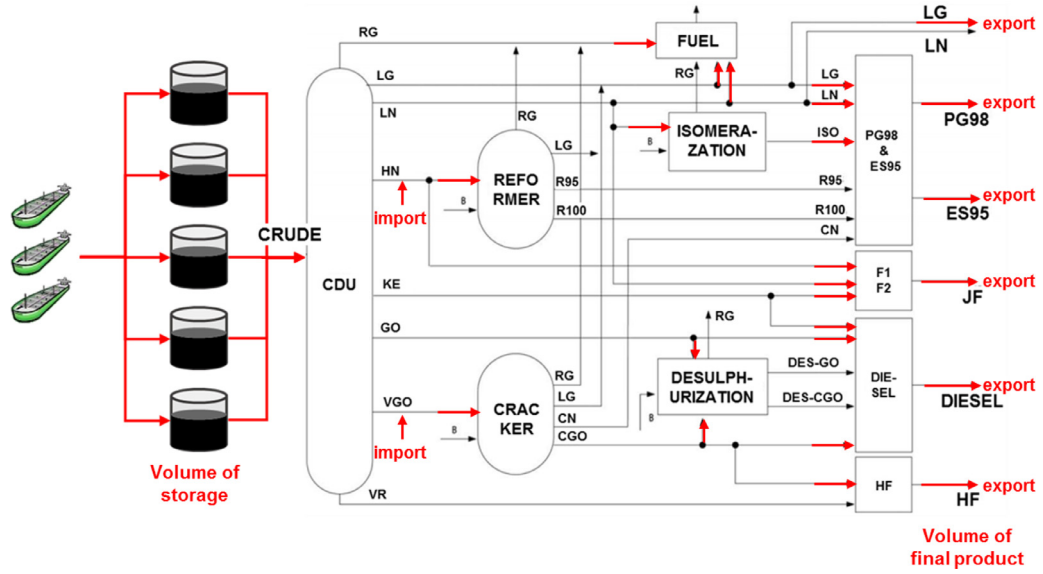 LG
export
LN
RG
FUEL
LG
RG
LG
LN
LN
export
PG98
ISOMERA-
ZATION
ISO
B
PG98
&
ES95
RG
LG
HN
REFO
RMER
R95
R95
import
B
R100
R100
export
ES95
CN
CRUDE
CDU
F1
F2
export
JF
KE
GO
RG
DESULPH-
URIZATION
DES-GO
DES-CGO
B
DIE-
SEL
export
DIESEL
RG
LG
VGO
CRAC
KER
CN
CGO
import
B
Volume of
storage
VR
HF
export
HF
Volume of
final product